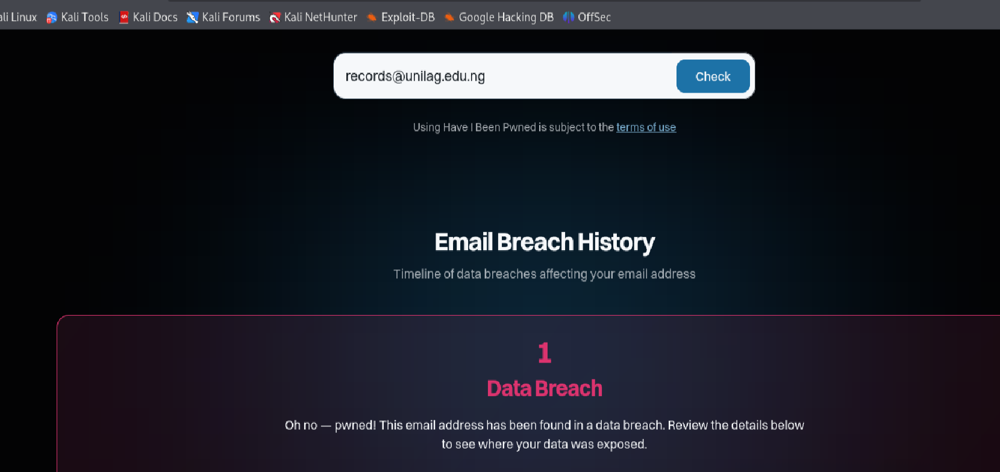 ali Linux Kali Tools Kali Docs Kali Forums Kali NetHunter Exploit-DB Google Hacking DB OffSec
records@unilag.edu.ng Check
Using Have I Been Pwned is subject to the terms of use
Email Breach History
Timeline of data breaches affecting your email address
1
Data Breach
Oh no — pwned! This email address has been found in a data breach. Review the details below
to see where your data was exposed.